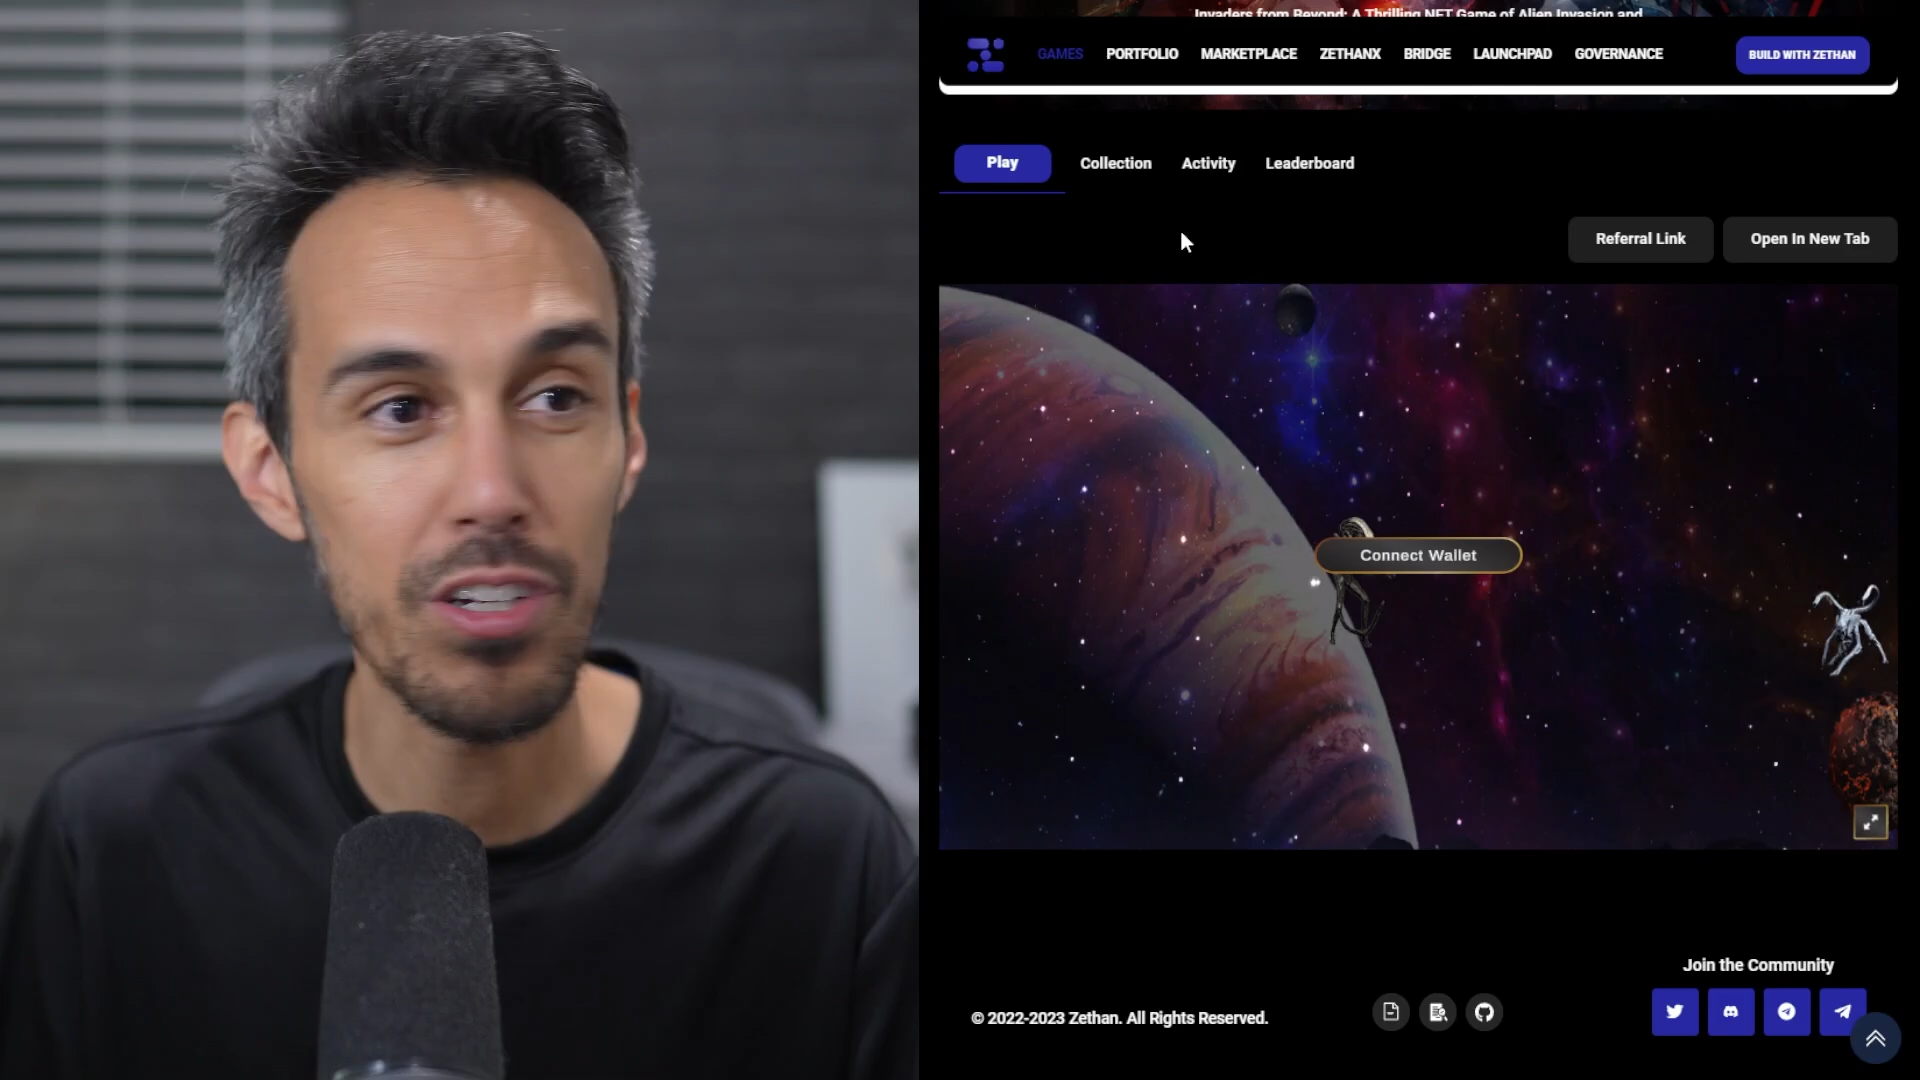 Invaders from Beyond: A Thrilling NFT Game of Alien Invasion and
GAMES PORTFOLIO MARKETPLACE ZETHANX BRIDGE LAUNCHPAD GOVERNANCE BUILD WITH ZETHAN
Play Collection Activity Leaderboard
Referral Link Open In New Tab
Connect Wallet
Join the Community
© 2022-2023 Zethan. All Rights Reserved.